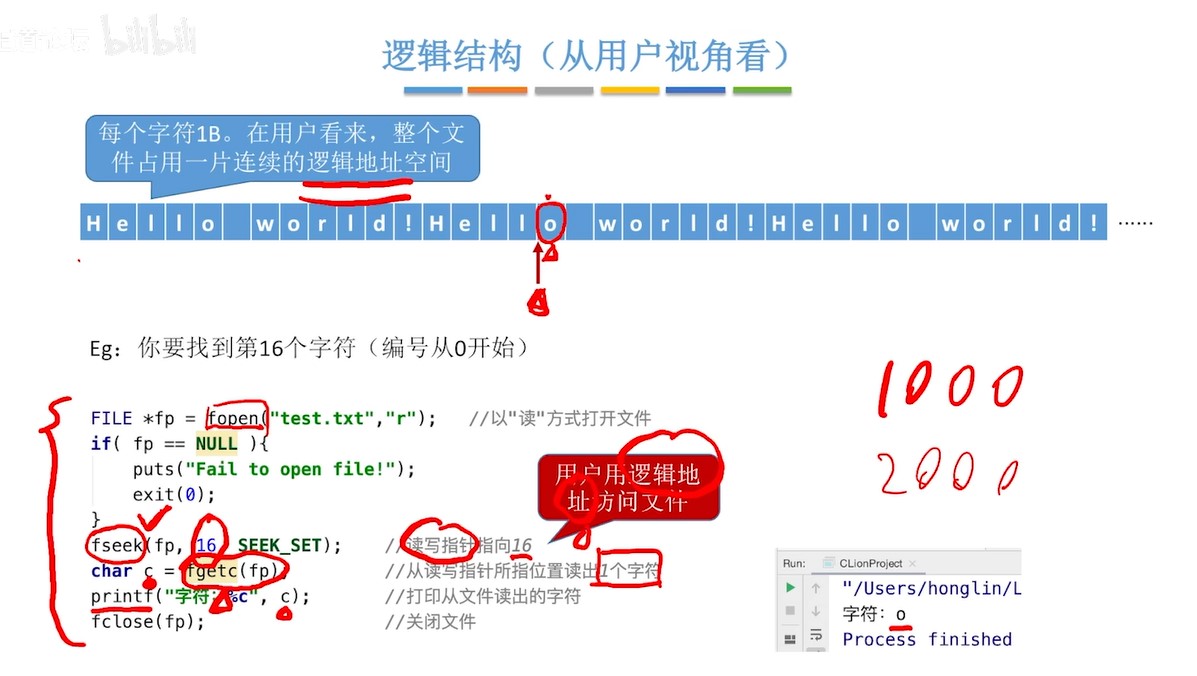 bilibili
逻辑结构（从用户视角看）
每个字符1B。在用户看来，整个文
件占用一片连续的逻辑地址空间
Hello world!Hello world!Hello world! ······
Eg：你要找到第16个字符（编号从0开始）
1000
2000
FILE *fp = fopen("test.txt","r"); //以"读"方式打开文件
if( fp == NULL ){
puts("Fail to open file!");
exit(0);
}
用户用逻辑地
址访问文件
fseek(fp, 16, SEEK_SET); //读写指针指向16
char c = fgetc(fp); //从读写指针所指位置读出1个字符
printf("字符：%c", c); //打印从文件读出的字符
fclose(fp); //关闭文件
Run: CLionProject ×
"/Users/honglin/L
字符：o
Process finished